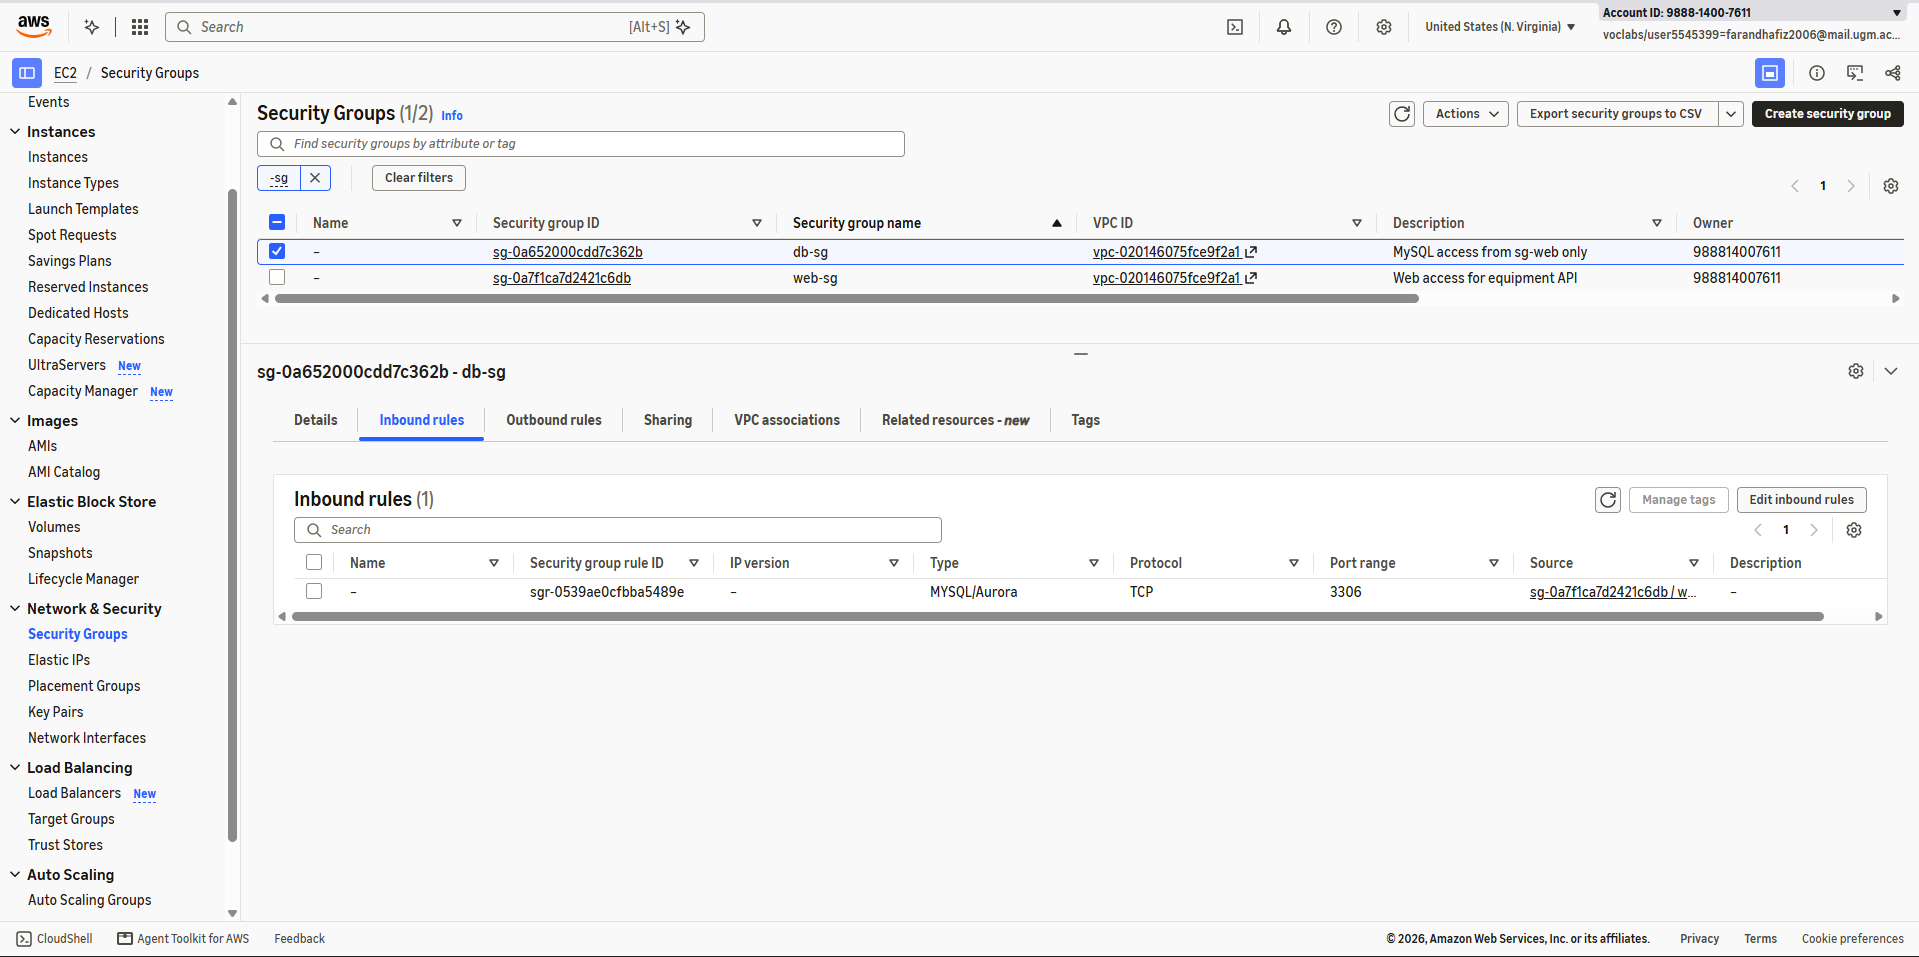 aws
Search [Alt+S]
United States (N. Virginia)
Account ID: 9888-1400-7611
voclabs/user5545399=farandhafiz2006@mail.ugm.ac...
EC2 / Security Groups
Events
Instances
Instances
Instance Types
Launch Templates
Spot Requests
Savings Plans
Reserved Instances
Dedicated Hosts
Capacity Reservations
UltraServers New
Capacity Manager New
Images
AMIs
AMI Catalog
Elastic Block Store
Volumes
Snapshots
Lifecycle Manager
Network & Security
Security Groups
Elastic IPs
Placement Groups
Key Pairs
Network Interfaces
Load Balancing
Load Balancers New
Target Groups
Trust Stores
Auto Scaling
Auto Scaling Groups
Security Groups (1/2) Info
Actions
Export security groups to CSV
Create security group
Find security groups by attribute or tag
-sg
Clear filters
1
Name Security group ID Security group name VPC ID Description Owner
– sg-0a652000cdd7c362b db-sg vpc-020146075fce9f2a1 MySQL access from sg-web only 988814007611
– sg-0a7f1ca7d2421c6db web-sg vpc-020146075fce9f2a1 Web access for equipment API 988814007611
sg-0a652000cdd7c362b - db-sg
Details Inbound rules Outbound rules Sharing VPC associations Related resources - new Tags
Inbound rules (1)
Manage tags
Edit inbound rules
Search
1
Name Security group rule ID IP version Type Protocol Port range Source Description
– sgr-0539ae0cfbba5489e – MYSQL/Aurora TCP 3306 sg-0a7f1ca7d2421c6db / w... –
CloudShell Agent Toolkit for AWS Feedback
© 2026, Amazon Web Services, Inc. or its affiliates. Privacy Terms Cookie preferences